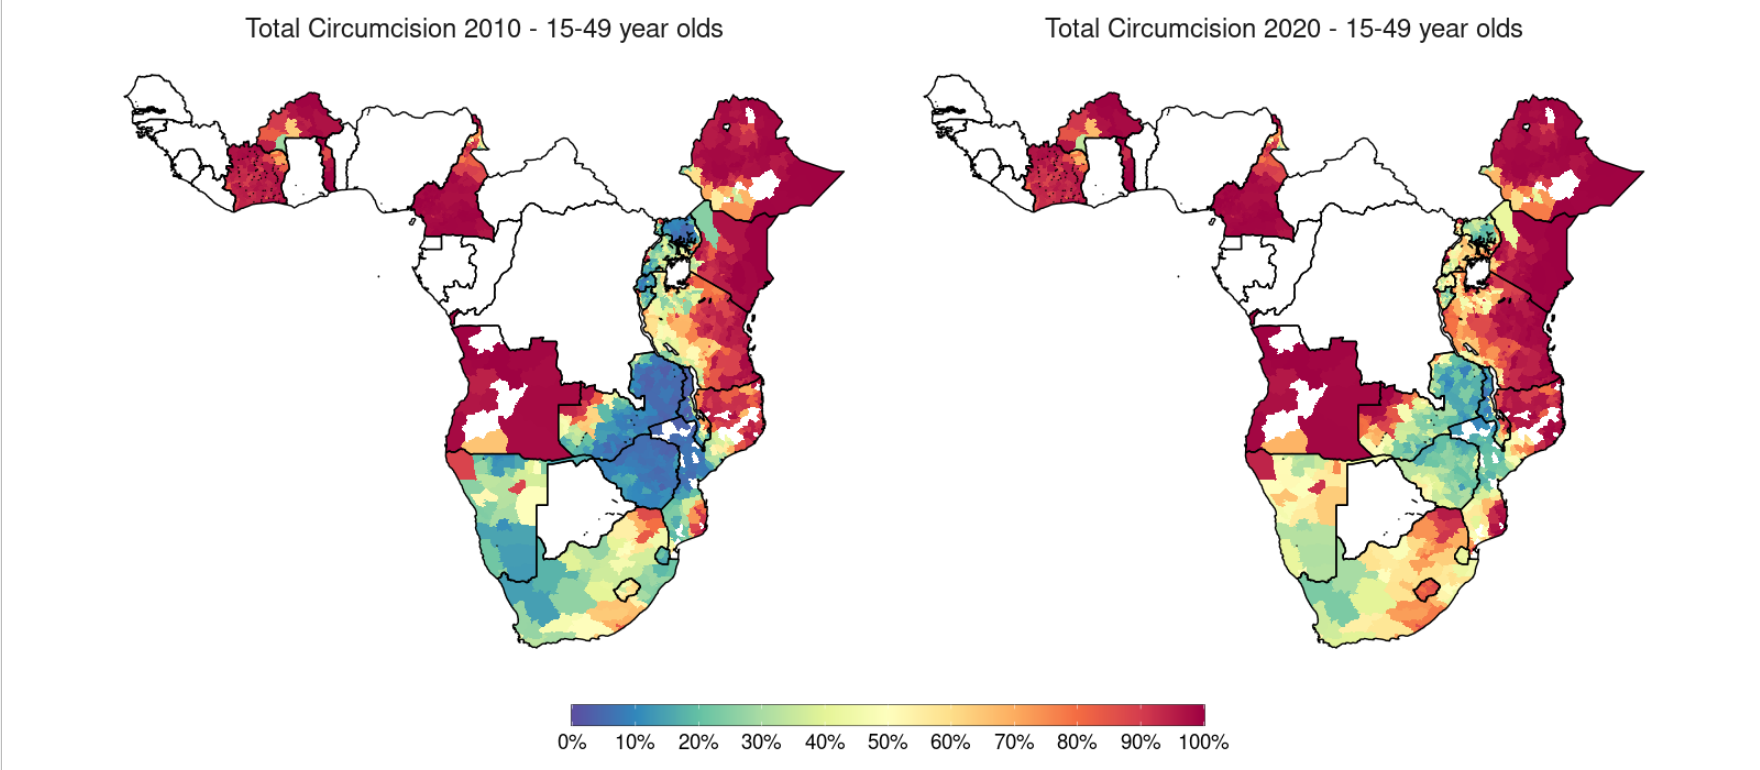 Total Circumcision 2010 - 15-49 year olds
Total Circumcision 2020 - 15-49 year olds
0% 10% 20% 30% 40% 50% 60% 70% 80% 90% 100%